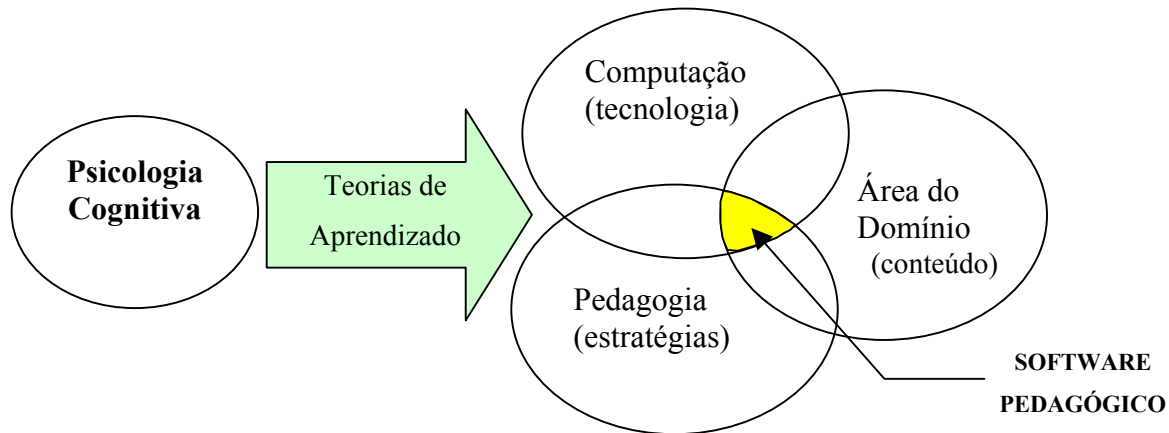 Psicologia
Cognitiva
Teorias de
Aprendizado
Computação
(tecnologia)
Área do
Domínio
(conteúdo)
Pedagogia
(estratégias)
SOFTWARE
PEDAGÓGICO